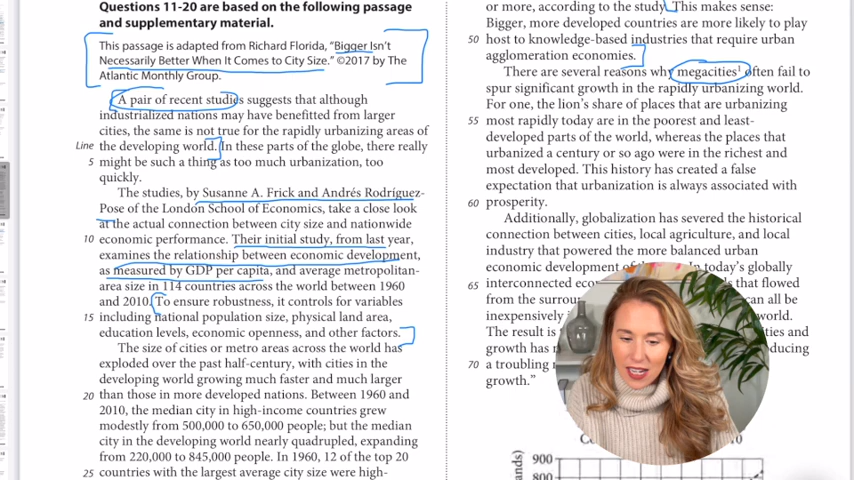 Questions 11-20 are based on the following passage
and supplementary material.
This passage is adapted from Richard Florida, “Bigger Isn’t
Necessarily Better When It Comes to City Size.” ©2017 by The
Atlantic Monthly Group.
A pair of recent studies suggests that although
industrialized nations may have benefitted from larger
cities, the same is not true for the rapidly urbanizing areas of
Line the developing world. In these parts of the globe, there really
5 might be such a thing as too much urbanization, too
quickly.
The studies, by Susanne A. Frick and Andrés Rodríguez-
Pose of the London School of Economics, take a close look
at the actual connection between city size and nationwide
10 economic performance. Their initial study, from last year,
examines the relationship between economic development,
as measured by GDP per capita, and average metropolitan-
area size in 114 countries across the world between 1960
and 2010. To ensure robustness, it controls for variables
15 including national population size, physical land area,
education levels, economic openness, and other factors.
The size of cities or metro areas across the world has
exploded over the past half-century, with cities in the
developing world growing much faster and much larger
20 than those in more developed nations. Between 1960 and
2010, the median city in high-income countries grew
modestly from 500,000 to 650,000 people; but the median
city in the developing world nearly quadrupled, expanding
from 220,000 to 845,000 people. In 1960, 12 of the top 20
25 countries with the largest average city size were high-
or more, according to the study. This makes sense:
Bigger, more developed countries are more likely to play
50 host to knowledge-based industries that require urban
agglomeration economies.
There are several reasons why megacities¹ often fail to
spur significant growth in the rapidly urbanizing world.
For one, the lion’s share of places that are urbanizing
55 most rapidly today are in the poorest and least-
developed parts of the world, whereas the places that
urbanized a century or so ago were in the richest and
most developed. This history has created a false
expectation that urbanization is always associated with
60 prosperity.
Additionally, globalization has severed the historical
connection between cities, local agriculture, and local
industry that powered the more balanced urban
economic development of In today’s globally
65 interconnected that flowed
from the can all be
inexpensively world.
The result is and
growth has
70 a troubling
growth.”
900
800